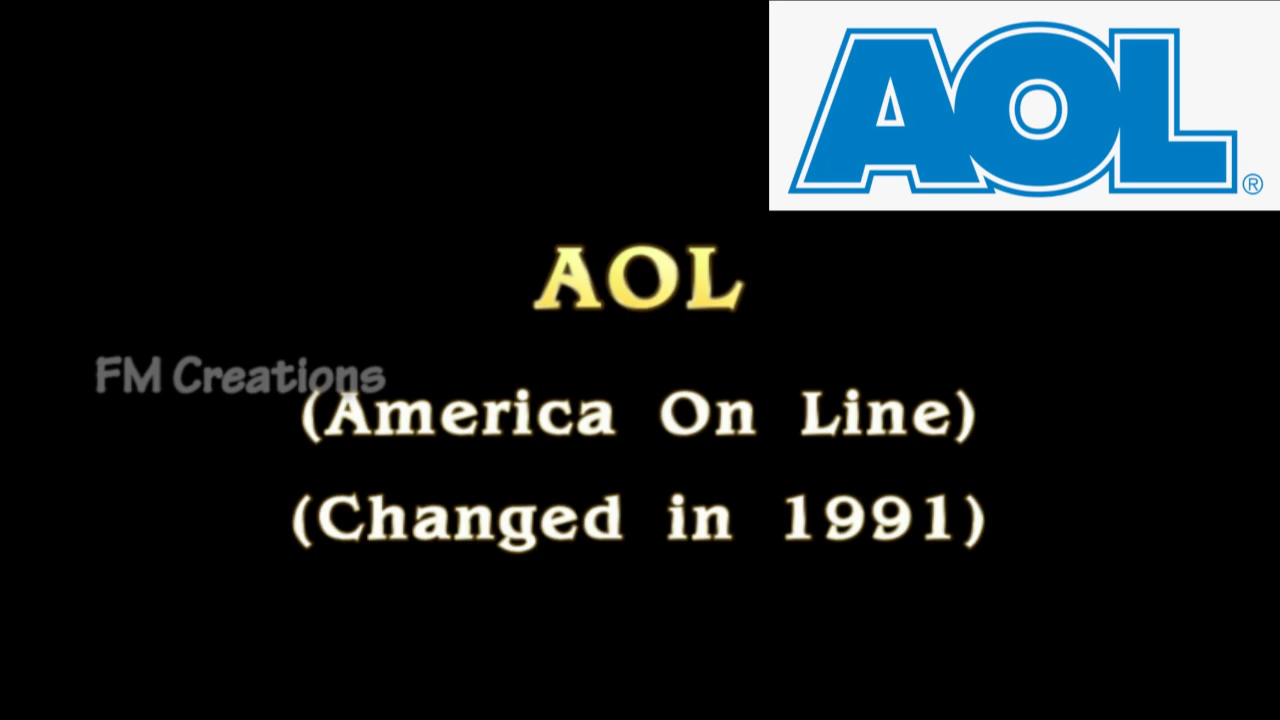 AOL ®
AOL
FM Creations
(America On Line)
(Changed in 1991)